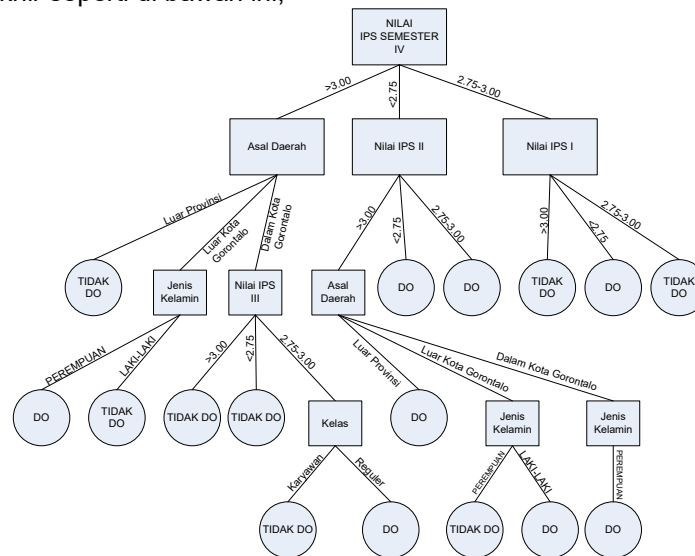 NILAI
IPS SEMESTER
IV
>3.00
<2.75
2.75-3.00
Asal Daerah
Nilai IPS II
Nilai IPS I
Luar Provinsi
Luar Kota
Gorontalo
Dalam Kota
Gorontalo
>3.00
<2.75
2.75-3.00
>3.00
<2.75
2.75-3.00
TIDAK
DO
Jenis
Kelamin
Nilai IPS
III
Asal
Daerah
DO
DO
TIDAK
DO
DO
TIDAK
DO
PEREMPUAN
LAKI-LAKI
>3.00
<2.75
2.75-3.00
Luar Provinsi
Luar Kota Gorontalo
Dalam Kota Gorontalo
DO
TIDAK
DO
TIDAK DO
TIDAK DO
Kelas
DO
Jenis
Kelamin
Jenis
Kelamin
Karyawan
Reguler
PEREMPUAN
LAKI-LAKI
PEREMPUAN
TIDAK DO
DO
TIDAK DO
DO
DO